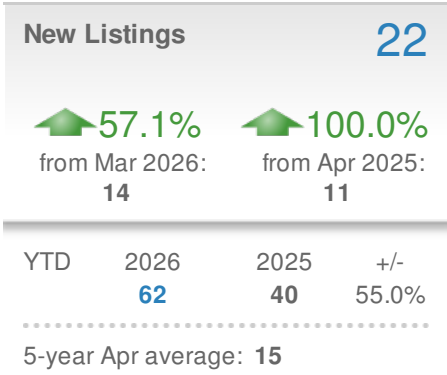 New Listings 22
57.1% 100.0%
from Mar 2026: from Apr 2025:
14 11
YTD 2026 2025 +/-
62 40 55.0%
5-year Apr average: 15